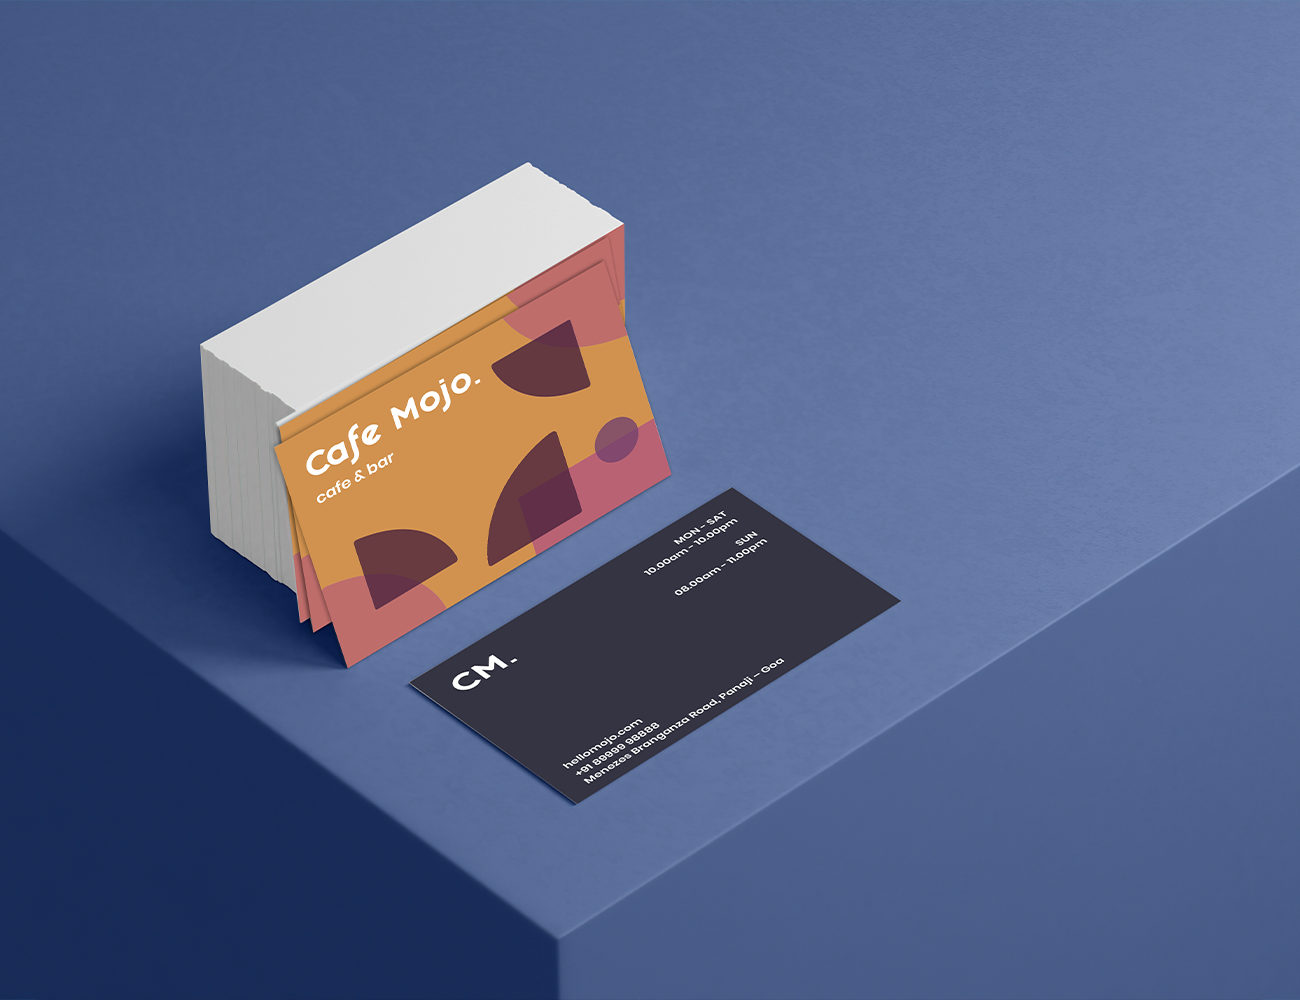 Cafe Mojo.
cafe & bar
MON - SAT
10.00am - 10.00pm
SUN
08.00am - 11.00pm
CM.
hellomojo.com
+91 89999 98888
Menezes Branganza Road, Panaji - Goa